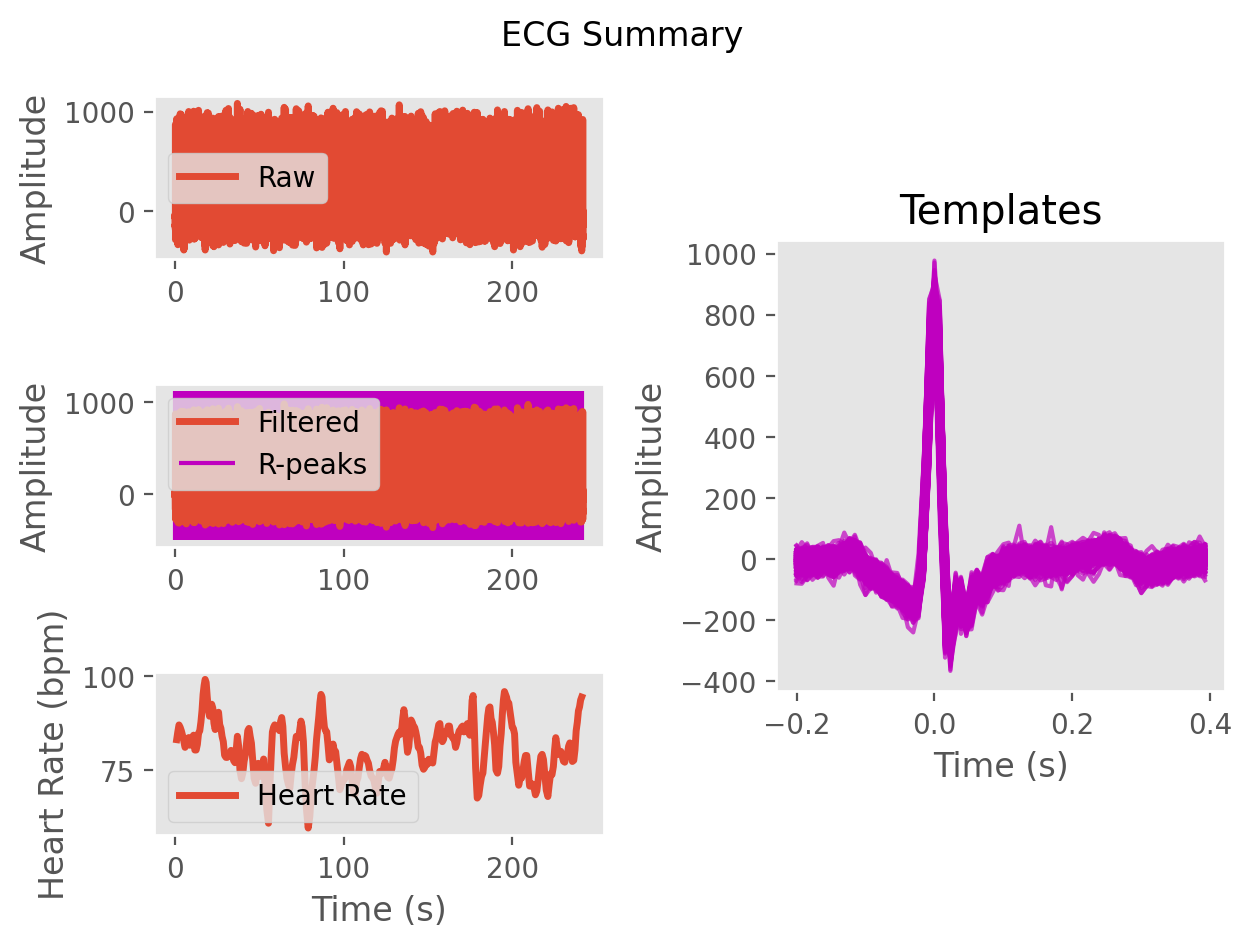 ECG Summary
Amplitude
1000
0
Raw
0 100 200
Amplitude
1000
0
Filtered
R-peaks
0 100 200
Heart Rate (bpm)
100
75
Heart Rate
0 100 200
Time (s)
Templates
Amplitude
1000
800
600
400
200
0
−200
−400
−0.2 0.0 0.2 0.4
Time (s)